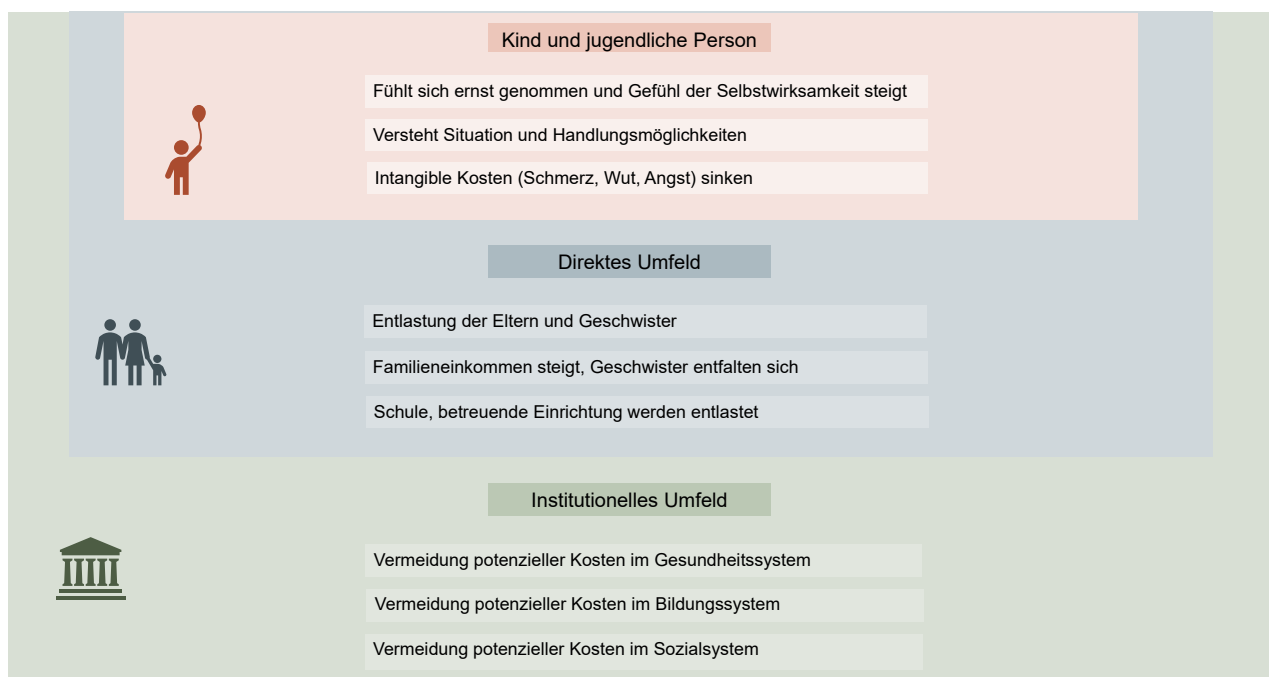 Kind und jugendliche Person
Fühlt sich ernst genommen und Gefühl der Selbstwirksamkeit steigt
Versteht Situation und Handlungsmöglichkeiten
Intangible Kosten (Schmerz, Wut, Angst) sinken
Direktes Umfeld
Entlastung der Eltern und Geschwister
Familieneinkommen steigt, Geschwister entfalten sich
Schule, betreuende Einrichtung werden entlastet
Institutionelles Umfeld
Vermeidung potenzieller Kosten im Gesundheitssystem
Vermeidung potenzieller Kosten im Bildungssystem
Vermeidung potenzieller Kosten im Sozialsystem